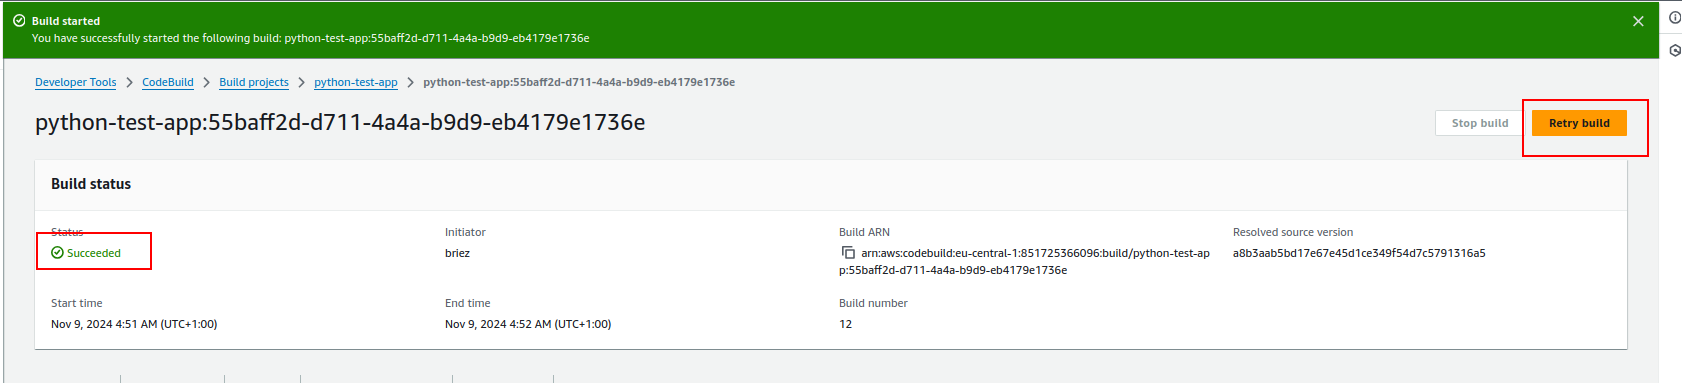 Build started
You have successfully started the following build: python-test-app:55baff2d-d711-4a4a-b9d9-eb4179e1736e
Developer Tools > CodeBuild > Build projects > python-test-app > python-test-app:55baff2d-d711-4a4a-b9d9-eb4179e1736e
python-test-app:55baff2d-d711-4a4a-b9d9-eb4179e1736e
Stop build
Retry build
Build status
Status
Succeeded
Initiator
briez
Build ARN
arn:aws:codebuild:eu-central-1:851725366096:build/python-test-ap
p:55baff2d-d711-4a4a-b9d9-eb4179e1736e
Resolved source version
a8b3aab5bd17e67e45d1ce349f54d7c5791316a5
Start time
Nov 9, 2024 4:51 AM (UTC+1:00)
End time
Nov 9, 2024 4:52 AM (UTC+1:00)
Build number
12